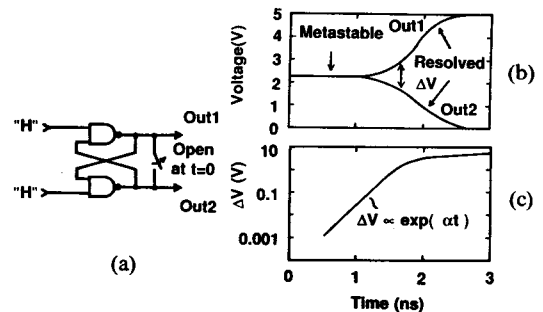 (a)
"H"
"H"
Out1
Open
at t=0
Out2
Voltage(V)
5
4
3
2
1
0
Metastable
Out1
Resolved
ΔV
Out2
(b)
ΔV (V)
10
0.1
0.001
ΔV ∝ exp( αt)
(c)
0
1
2
3
Time (ns)
(a)